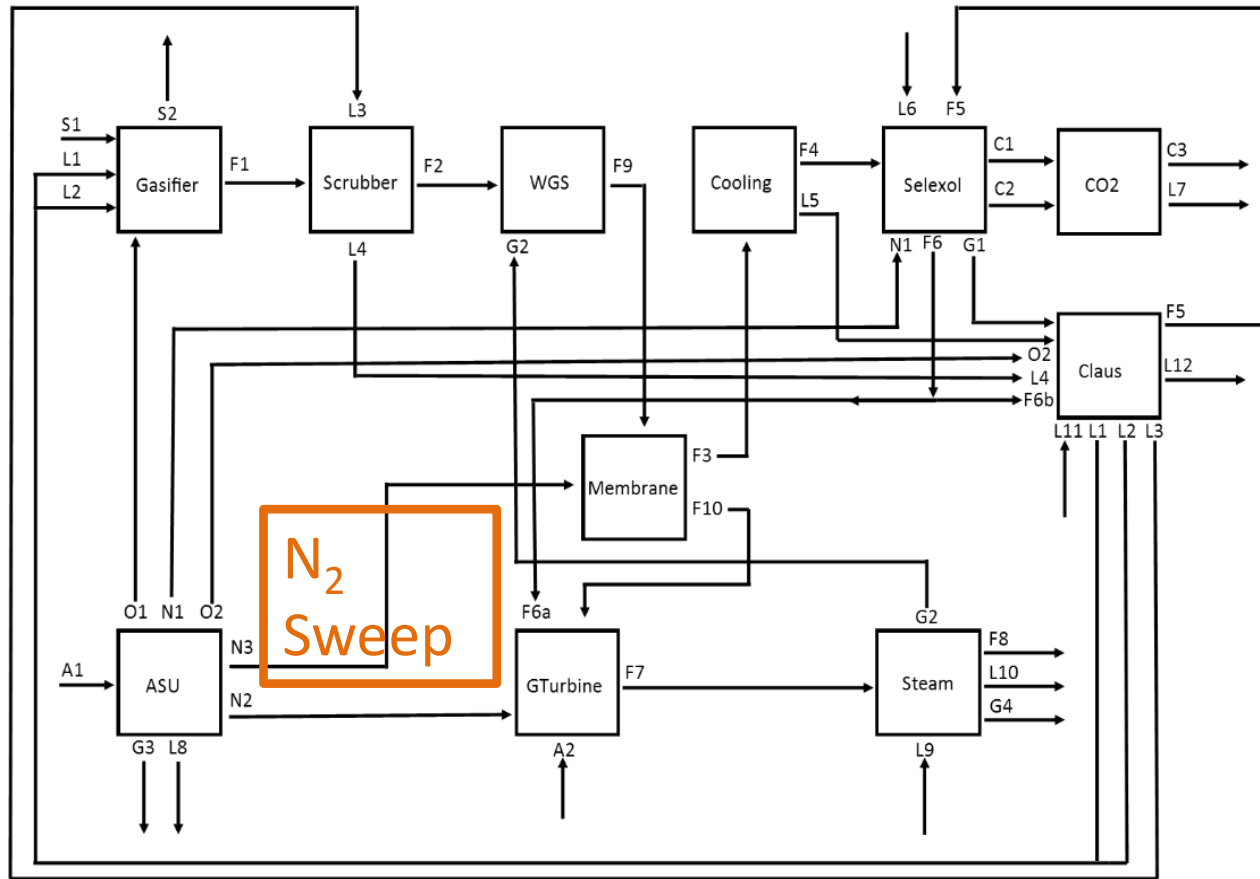 L3
L6
F5
S2
S1
L1
L2
Gasifier
F1
Scrubber
F2
WGS
F9
Cooling
F4
L5
Selexol
C1
C2
CO2
C3
L7
L4
G2
N1
F6
G1
O2
L4
F6b
Claus
F5
L12
L11
L1
L2
L3
Membrane
F3
F10
N₂
Sweep
O1
N1
O2
F6a
G2
A1
ASU
N3
N2
GTurbine
F7
Steam
F8
L10
G4
G3
L8
A2
L9